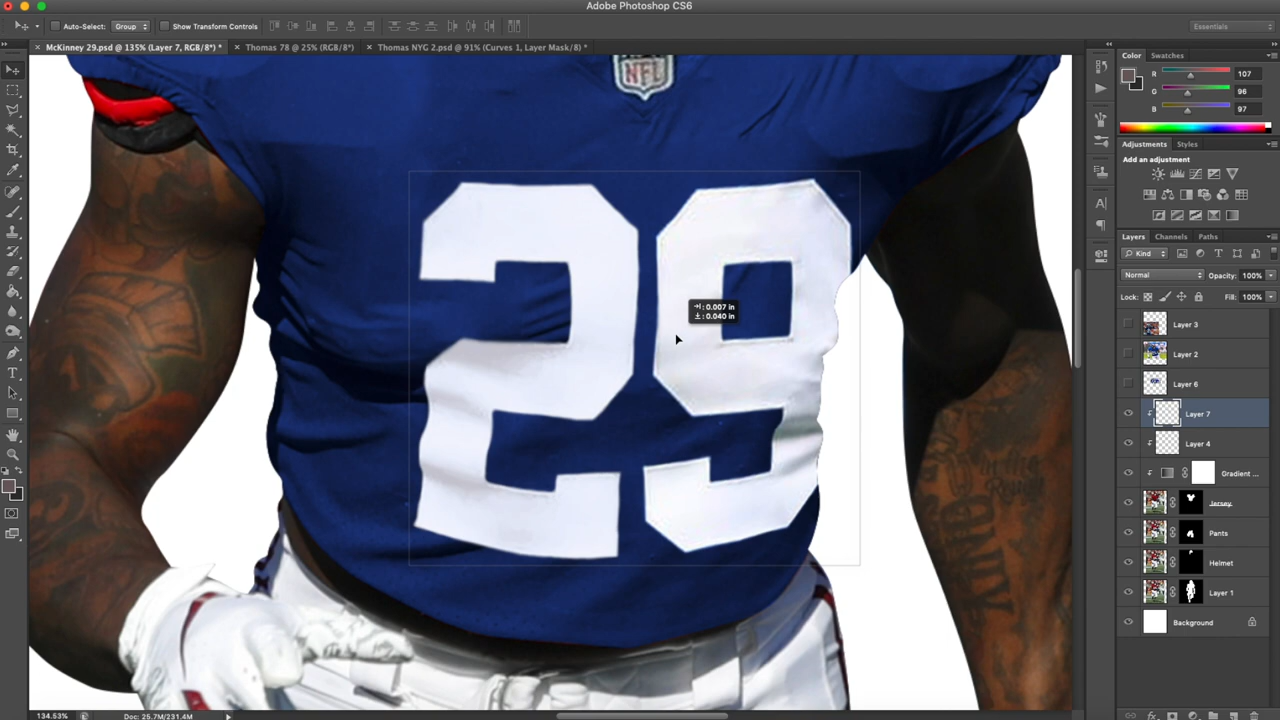 Adobe Photoshop CS6
Auto-Select: Group Show Transform Controls Essentials
McKinney 29.psd @ 135% (Layer 7, RGB/8*) * Thomas 78 @ 25% (RGB/8*) Thomas NYG 2.psd @ 91% (Curves 1, Layer Mask/8) *
Color Swatches
R 107
G 96
B 97
Adjustments Styles
Add an adjustment
Layers Channels Paths
Kind
Normal Opacity: 100%
Lock: Fill: 100%
Layer 3
Layer 2
Layer 6
Layer 7
Layer 4
Gradient ...
Jersey
Pants
Helmet
Layer 1
Background
NFL
29
: 0.007 in
: 0.040 in
KING
134.53% Doc: 25.7M/231.4M